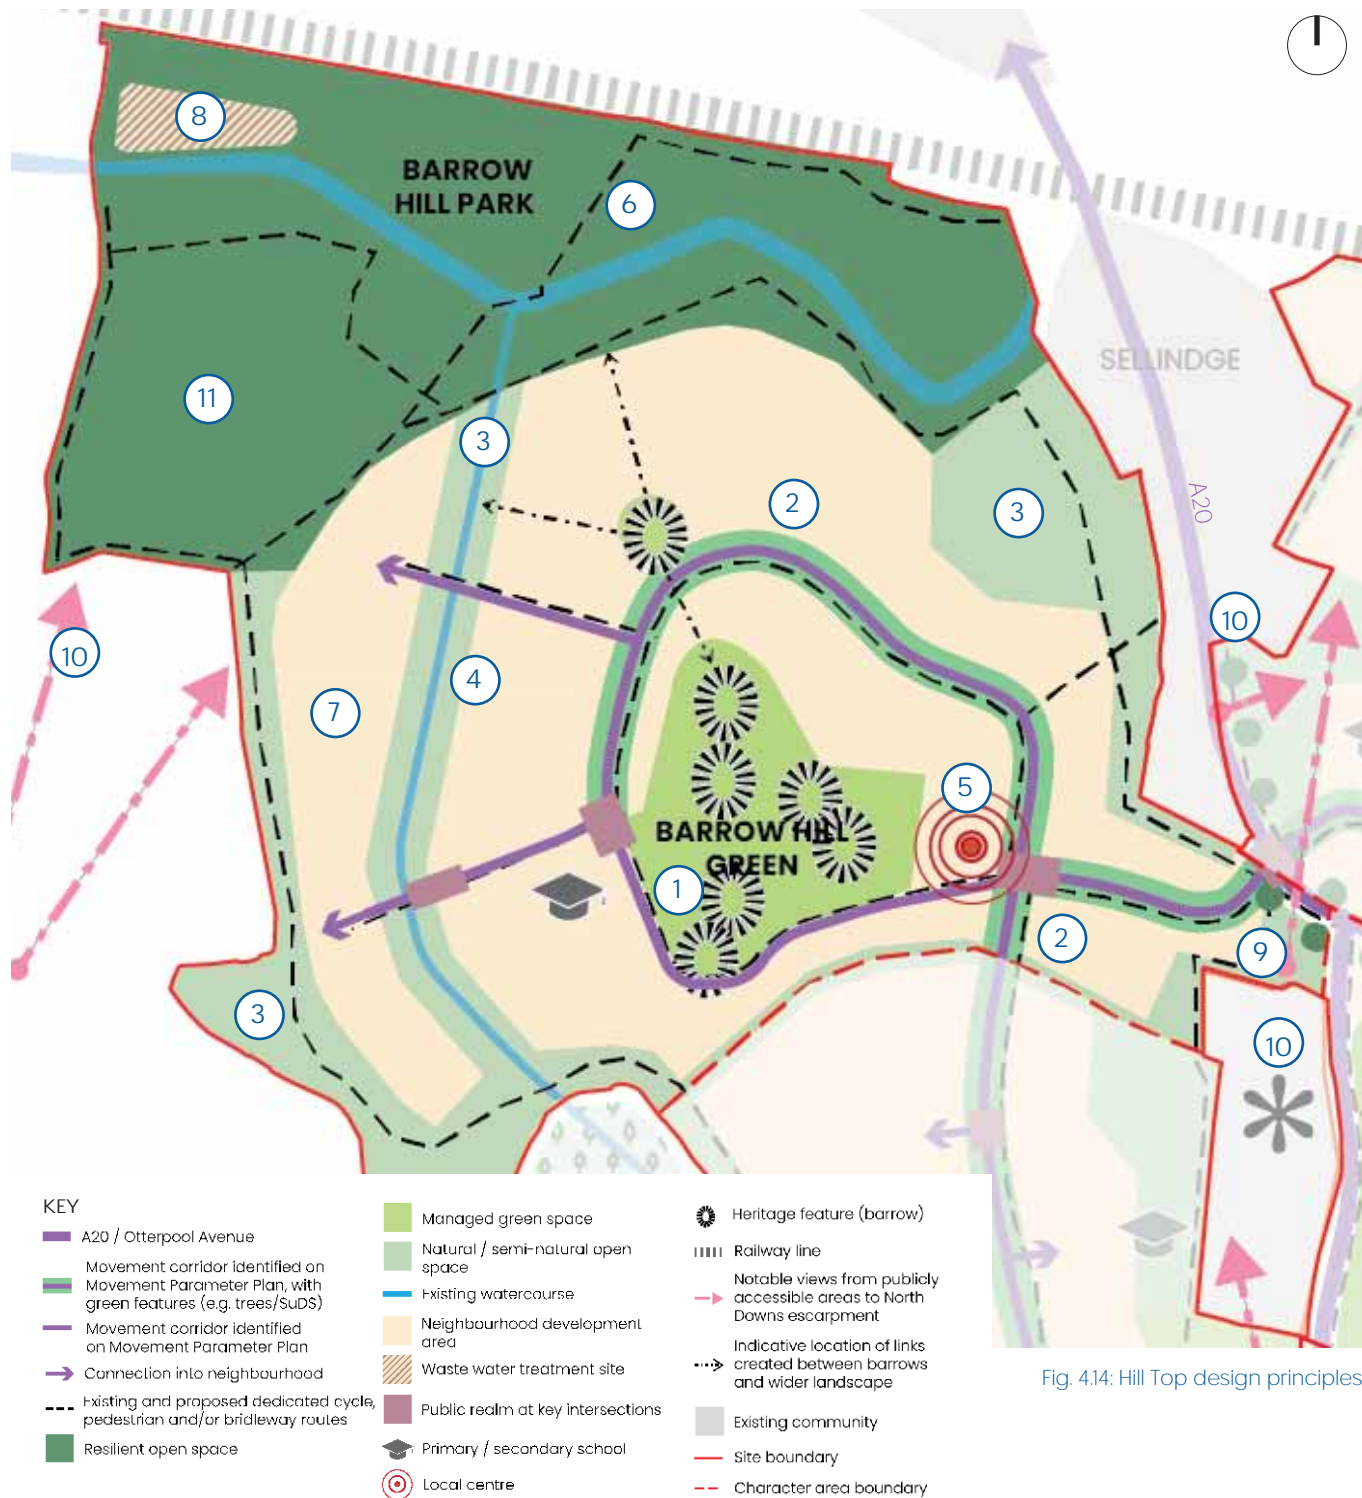 8
BARROW
HILL PARK
6
11
3
2
3
SELLINDGE
A20
10
10
4
7
5
BARROW HILL
GREEN
1
2
9
3
10
KEY
A20 / Otterpool Avenue
Movement corridor identified on
Movement Parameter Plan, with
green features (e.g. trees/SuDS)
Movement corridor identified
on Movement Parameter Plan
Connection into neighbourhood
Existing and proposed dedicated cycle,
pedestrian and/or bridleway routes
Resilient open space
Managed green space
Natural / semi-natural open
space
Existing watercourse
Neighbourhood development
area
Waste water treatment site
Public realm at key intersections
Primary / secondary school
Local centre
Heritage feature (barrow)
Railway line
Notable views from publicly
accessible areas to North
Downs escarpment
Indicative location of links
created between barrows
and wider landscape
Existing community
Site boundary
Character area boundary
Fig. 4.14: Hill Top design principles